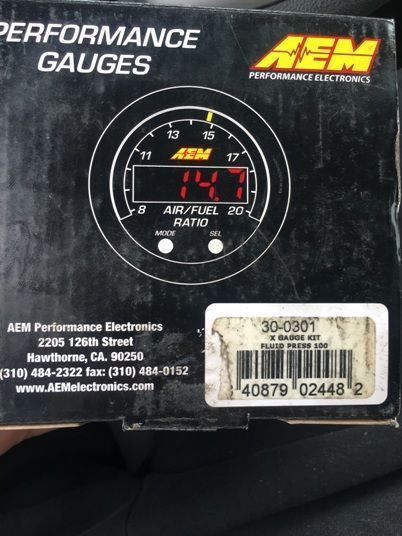 PERFORMANCE
GAUGES
AEM
PERFORMANCE ELECTRONICS
13
15
11
AEM
17
14.7
8
AIR/FUEL
20
RATIO
MODE
SEL
AEM Performance Electronics
2205 126th Street
Hawthorne, CA. 90250
(310) 484-2322 fax: (310) 484-0152
www.AEMelectronics.com
30-0301
X GAUGE KIT
FLUID PRESS 100
40879 02448 2